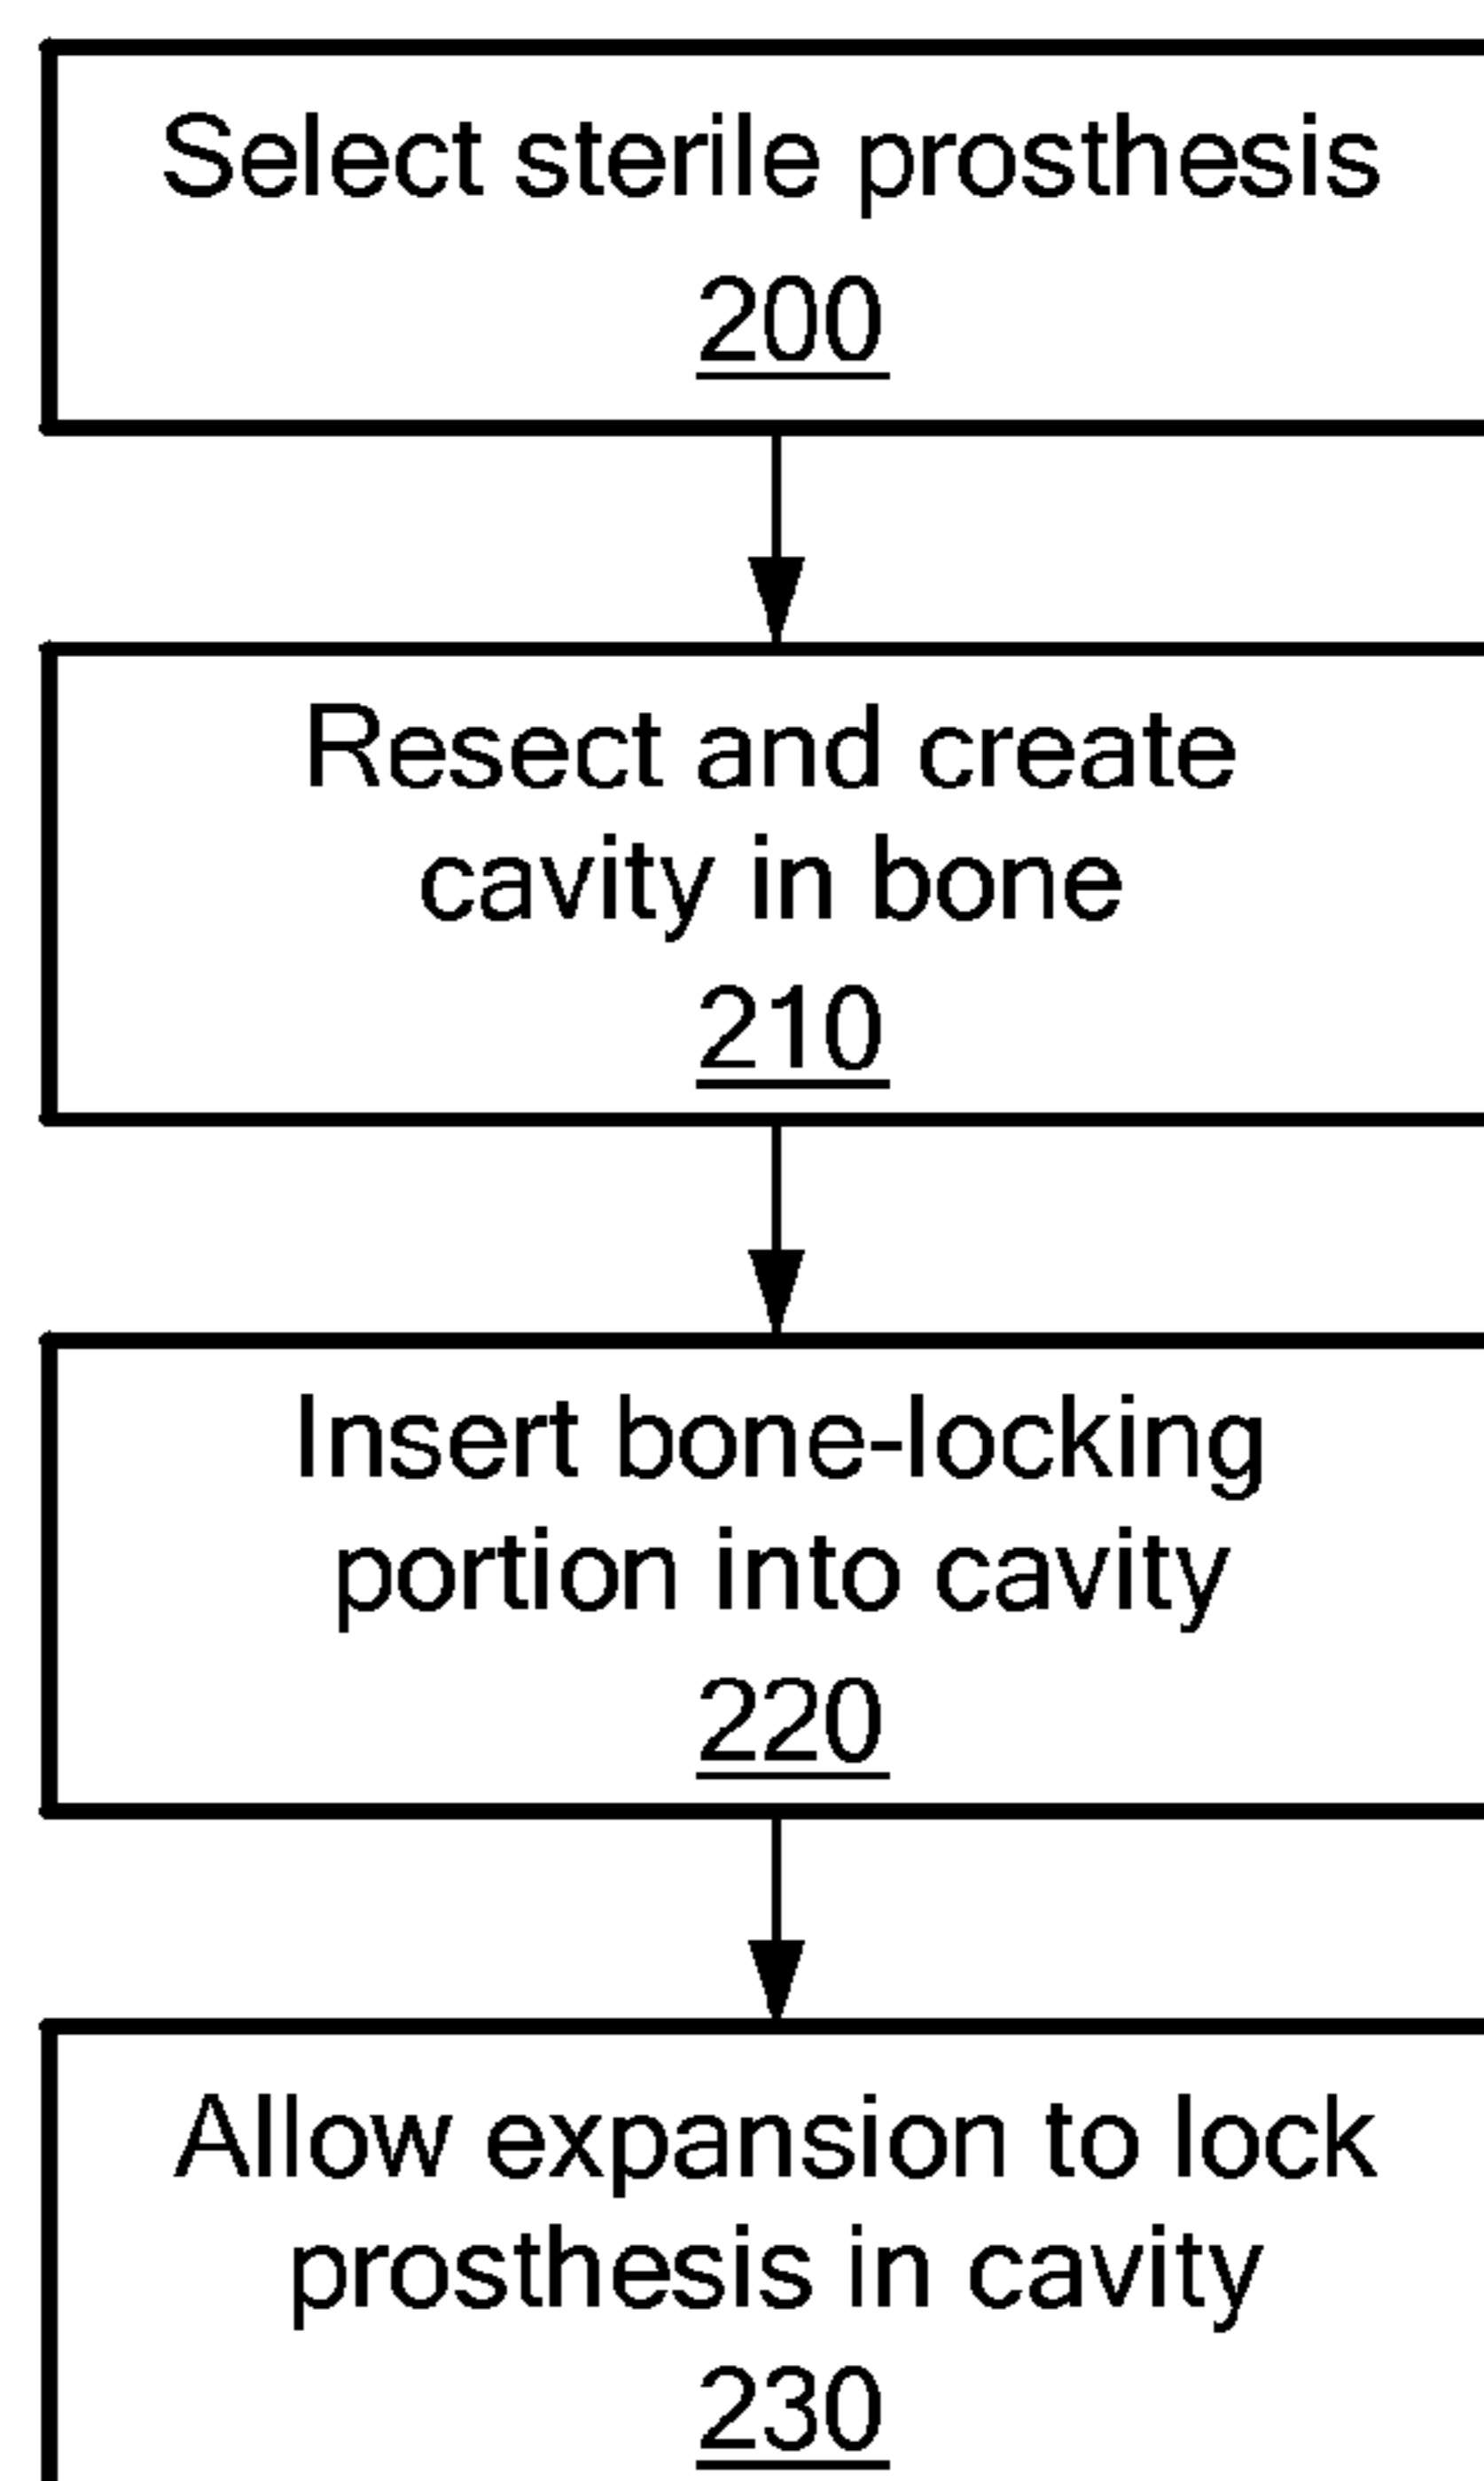 Select sterile prosthesis
200
Resect and create
cavity in bone
210
Insert bone-locking
portion into cavity
220
Allow expansion to lock
prosthesis in cavity
230